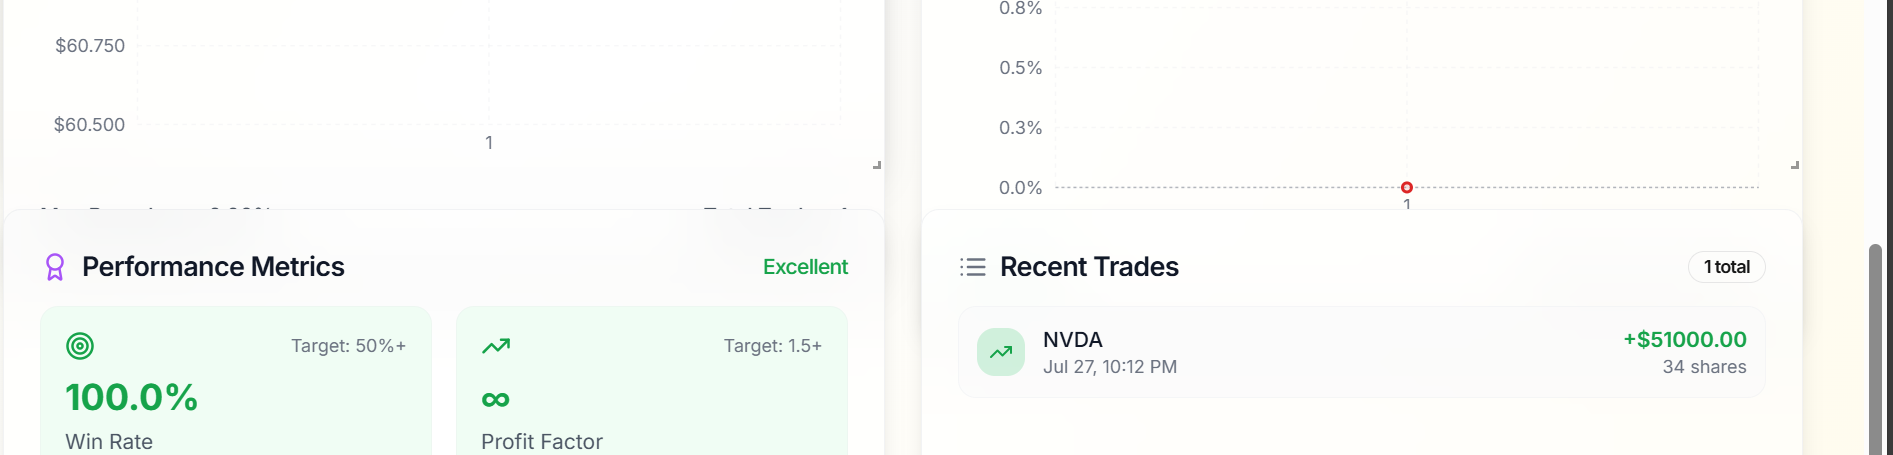 $60.750
$60.500
1
0.8%
0.5%
0.3%
0.0%
1
Performance Metrics
Excellent
Target: 50%+
100.0%
Win Rate
Target: 1.5+
∞
Profit Factor
Recent Trades
1 total
NVDA
+$51000.00
Jul 27, 10:12 PM
34 shares